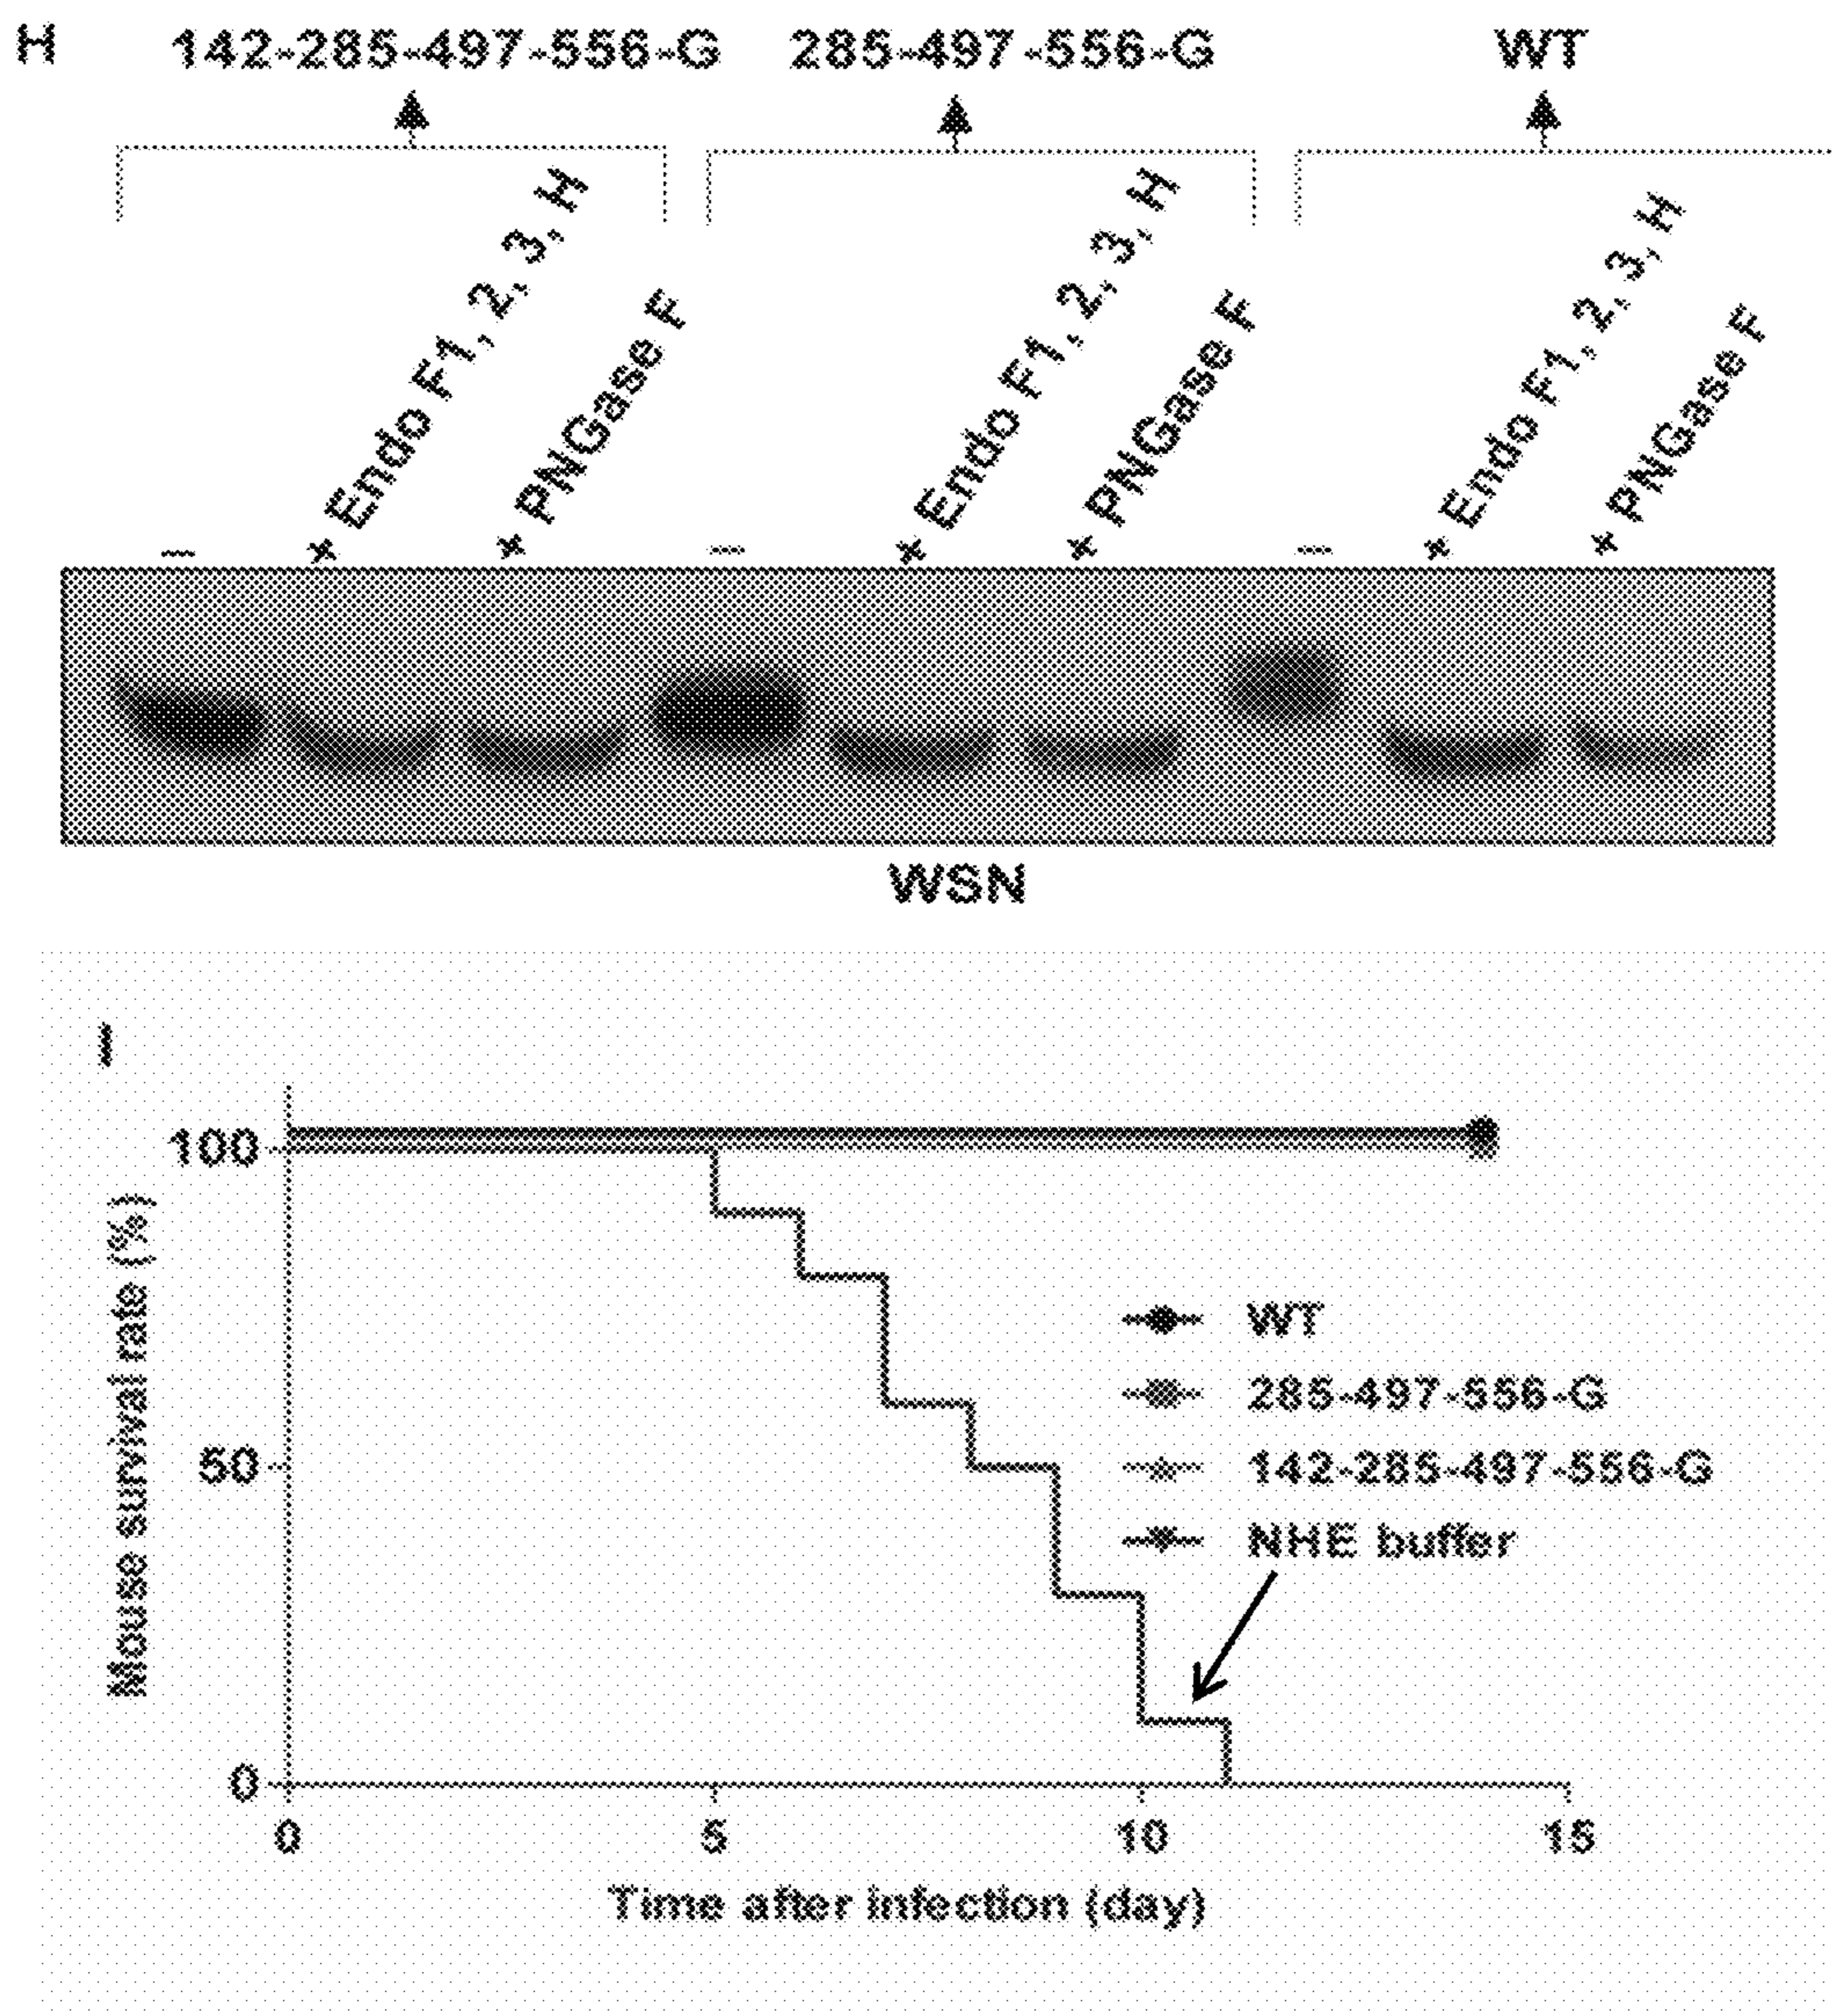 H 142-285-497-556-G 285-497-556-G WT
– + Endo F1, 2, 3, H + PNGase F – + Endo F1, 2, 3, H + PNGase F – + Endo F1, 2, 3, H + PNGase F
WSN
I
Mouse survival rate (%)
100
50
0
WT
285-497-556-G
142-285-497-556-G
NHE buffer
0 5 10 15
Time after infection (day)